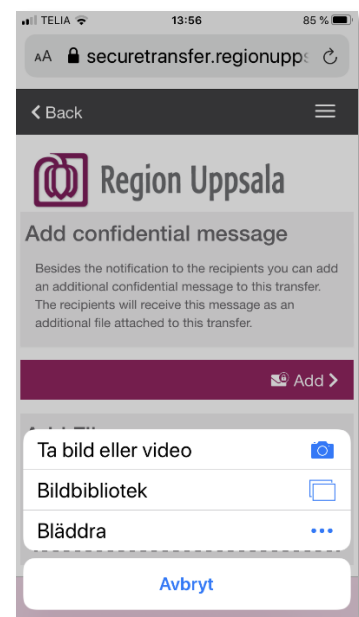 TELIA 13:56 85 %
AA securetransfer.regionupps
Back
Region Uppsala
Add confidential message
Besides the notification to the recipients you can add
an additional confidential message to this transfer.
The recipients will receive this message as an
additional file attached to this transfer.
Add
Ta bild eller video
Bildbibliotek
Bläddra
Avbryt